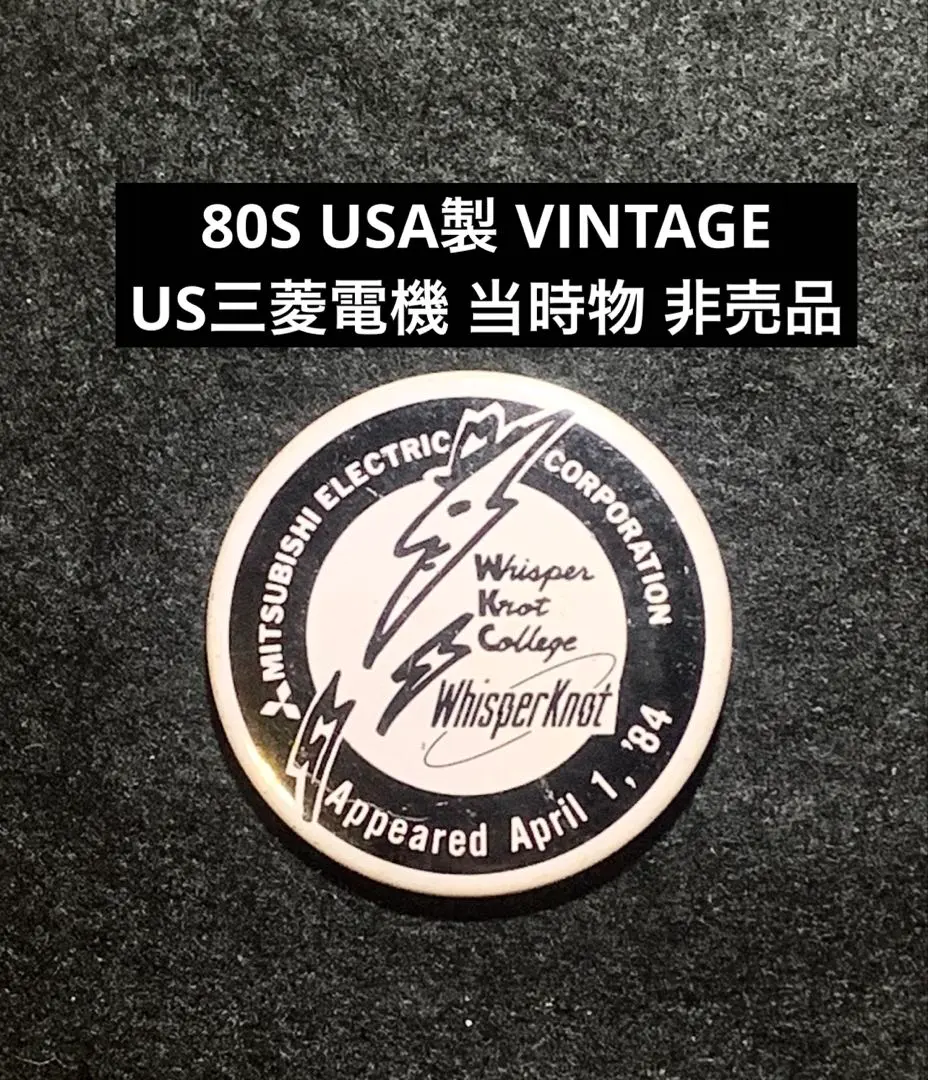 80S USA製 VINTAGE
US三菱電機 当時物 非売品
MITSUBISHI ELECTRIC CORPORATION
Whisper
Knot
College
WhisperKnot
Appeared April 1, '84